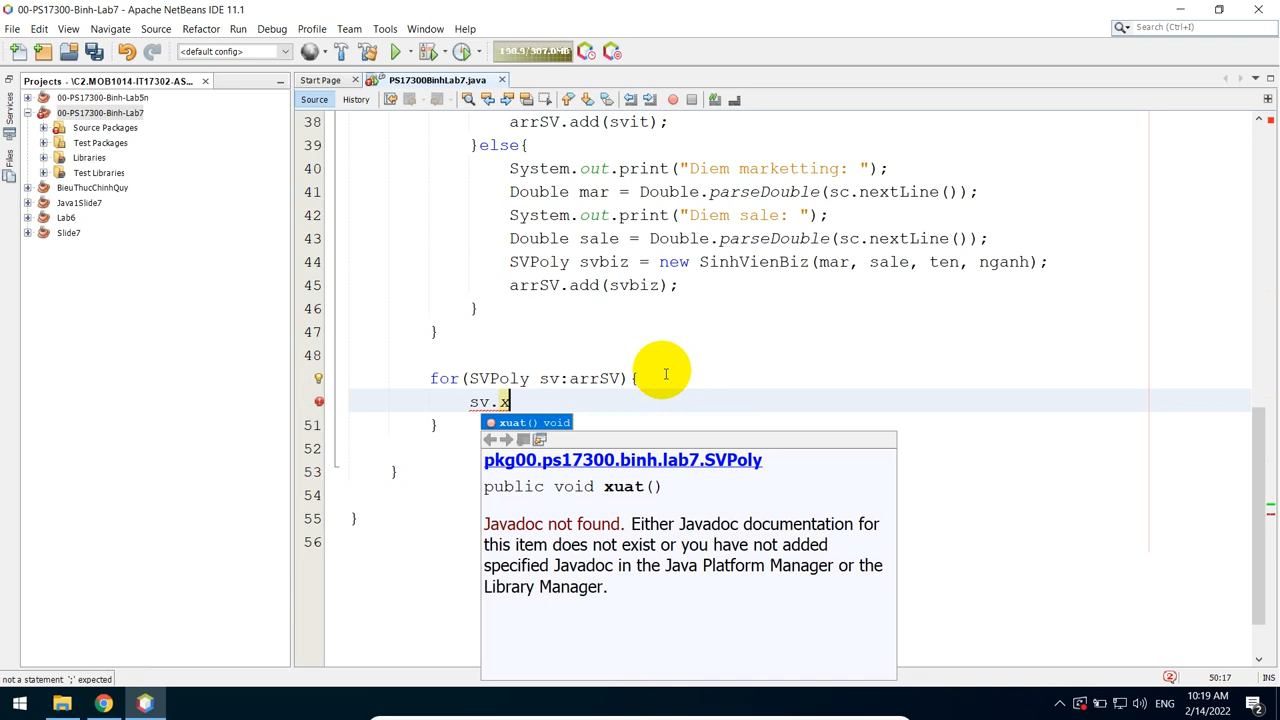 00-PS17300-Binh-Lab7 - Apache NetBeans IDE 11.1
File Edit View Navigate Source Refactor Run Debug Profile Team Tools Window Help
Search (Ctrl+I)
<default config>
Projects - \C2.MOB1014-IT17302-AS...
Start Page
PS17300BinhLab7.java
Services
Files
00-PS17300-Binh-Lab5n
00-PS17300-Binh-Lab7
Source Packages
Test Packages
Libraries
Test Libraries
BieuThucChinhQuy
Java1Slide7
Lab6
Slide7
Source History
38 arrSV.add(svit);
39 }else{
40 System.out.print("Diem marketting: ");
41 Double mar = Double.parseDouble(sc.nextLine());
42 System.out.print("Diem sale: ");
43 Double sale = Double.parseDouble(sc.nextLine());
44 SVPoly svbiz = new SinhVienBiz(mar, sale, ten, nganh);
45 arrSV.add(svbiz);
46 }
47 }
48
for(SVPoly sv:arrSV){
sv.x
51 }
52
53 }
54
55 }
56
xuat() void
pkg00.ps17300.binh.lab7.SVPoly
public void xuat()
Javadoc not found. Either Javadoc documentation for
this item does not exist or you have not added
specified Javadoc in the Java Platform Manager or the
Library Manager.
not a statement ';' expected
2
50:17
INS
ENG
10:19 AM
2/14/2022
2